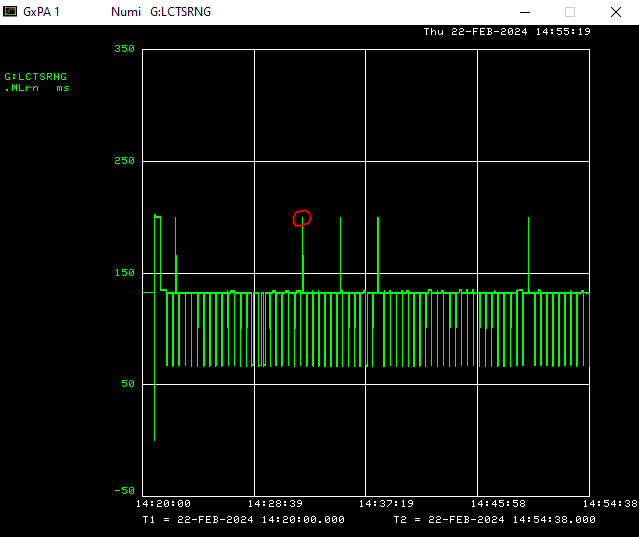 GxPA 1 Numi G:LCTSRNG
Thu 22-FEB-2024 14:55:19
G:LCTSRNG
.MLrn ms
350
250
150
50
-50
14:20:00 14:28:39 14:37:19 14:45:58 14:54:38
T1 = 22-FEB-2024 14:20:00.000 T2 = 22-FEB-2024 14:54:38.000